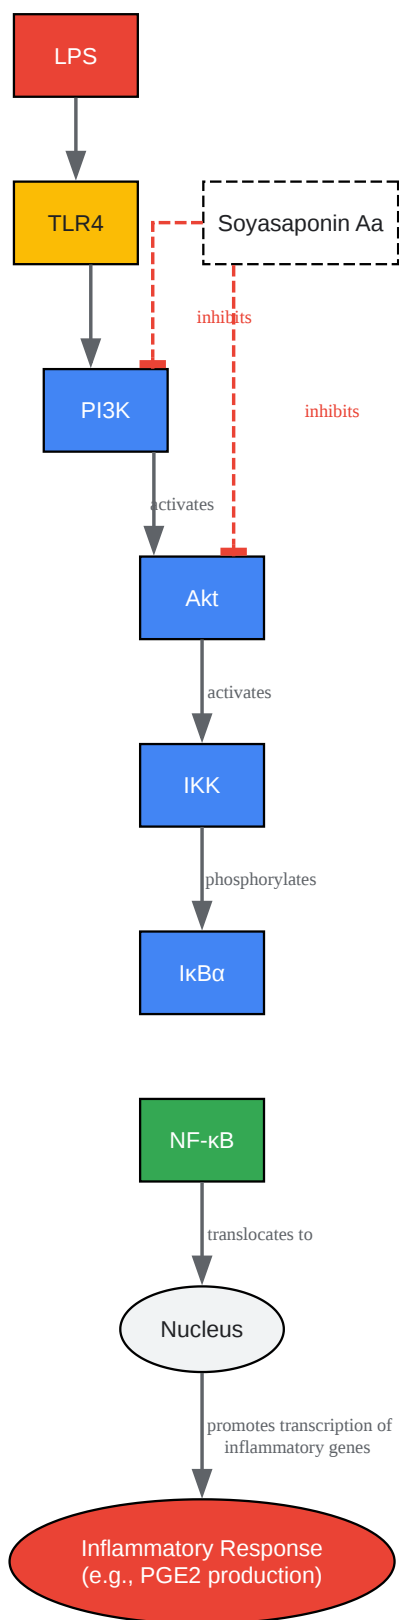 LPS
TLR4
Soyasaponin Aa
inhibits
PI3K
inhibits
activates
Akt
activates
IKK
phosphorylates
IκBα
NF-κB
translocates to
Nucleus
promotes transcription of
inflammatory genes
Inflammatory Response
(e.g., PGE2 production)